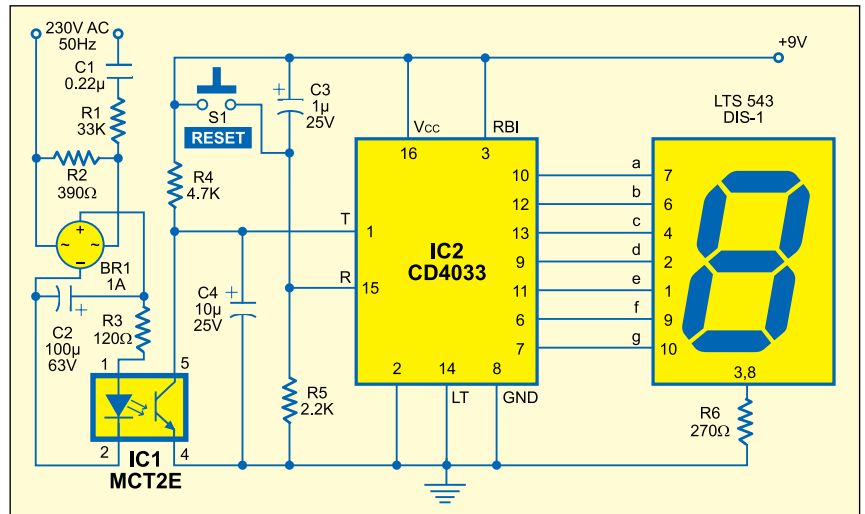 230V AC
50Hz
C1
0.22µ
R1
33K
R2
390Ω
~
+
~
–
BR1
1A
C2
100µ
63V
+
R3
120Ω
1
5
2
4
IC1
MCT2E
S1
RESET
+
C3
1µ
25V
R4
4.7K
T
R
C4
10µ
25V
+
R5
2.2K
+9V
VCC
16
RBI
3
1
15
IC2
CD4033
10
12
13
9
11
6
7
2
14
8
LT
GND
a
b
c
d
e
f
g
LTS 543
DIS-1
7
6
4
2
1
9
10
3,8
R6
270Ω